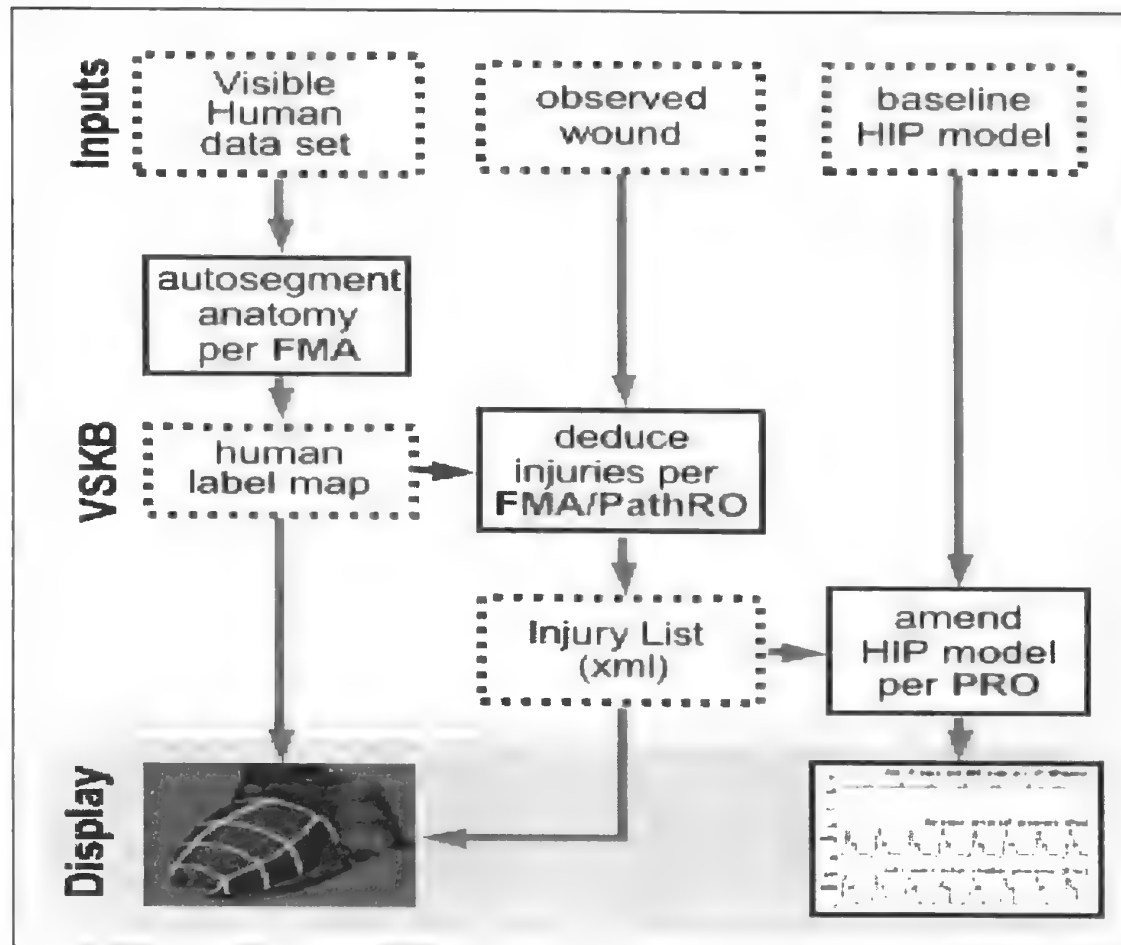 Inputs
Visible
Human
data set
observed
wound
baseline
HIP model
autosegment
anatomy
per FMA
VSKB
human
label map
deduce
injuries per
FMA/PathRO
Injury List
(xml)
amend
HIP model
per PRO
Display